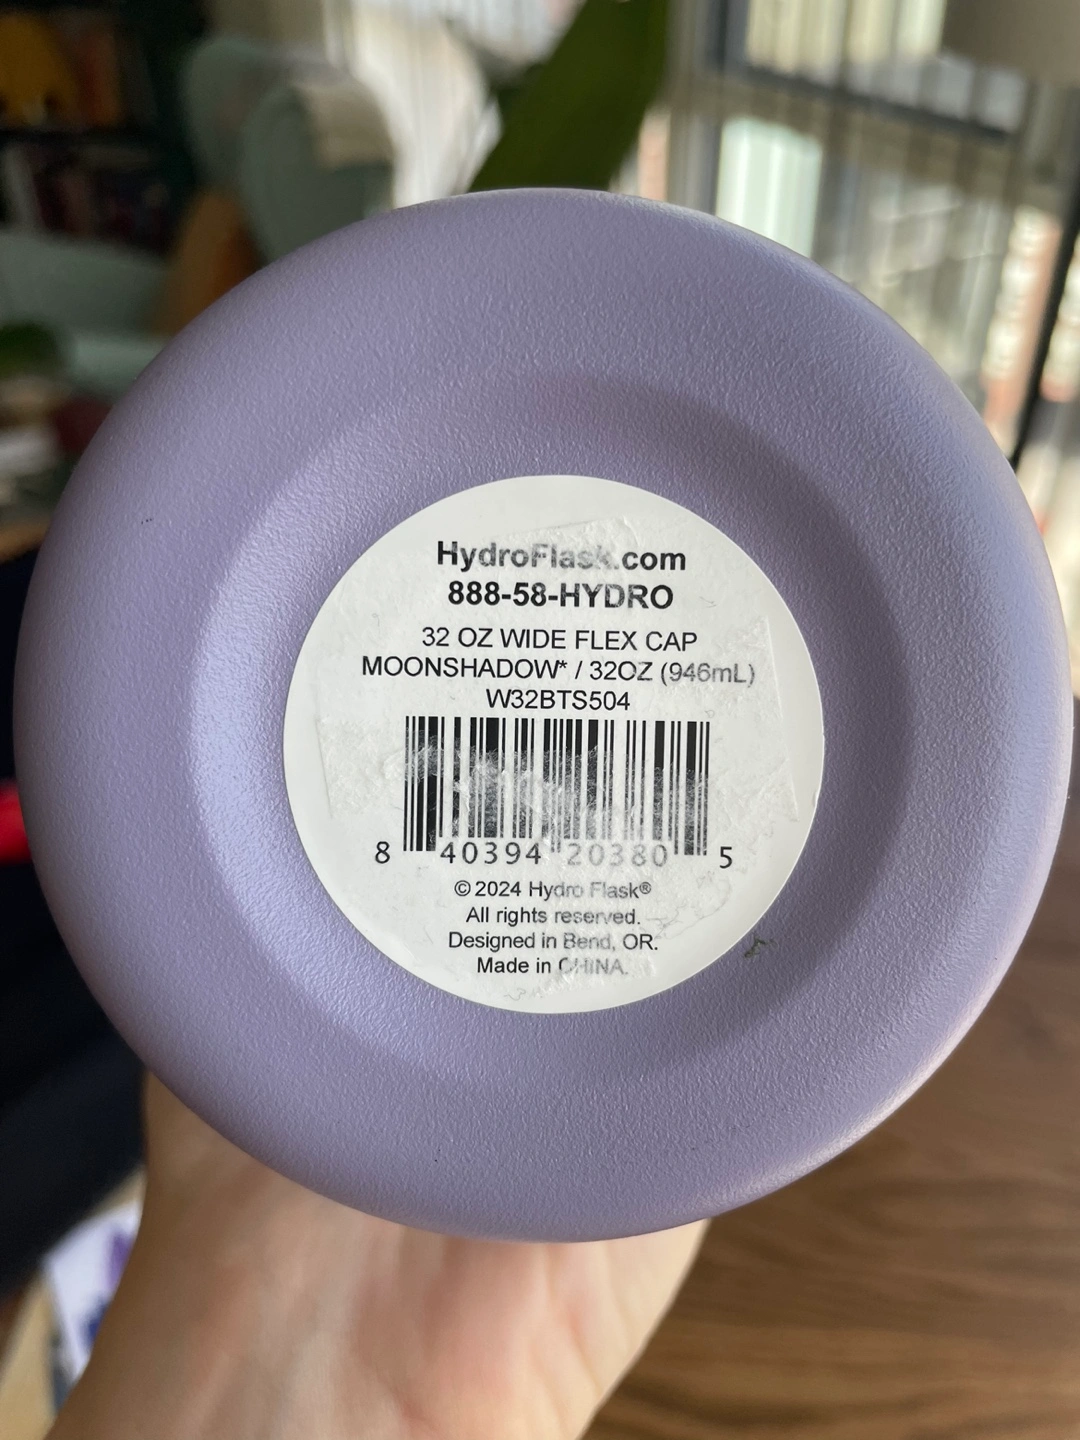 HydroFlask.com
888-58-HYDRO
32 OZ WIDE FLEX CAP
MOONSHADOW* / 32OZ (946mL)
W32BTS504
8 40394 20380 5
© 2024 Hydro Flask®
All rights reserved.
Designed in Bend, OR.
Made in CHINA.